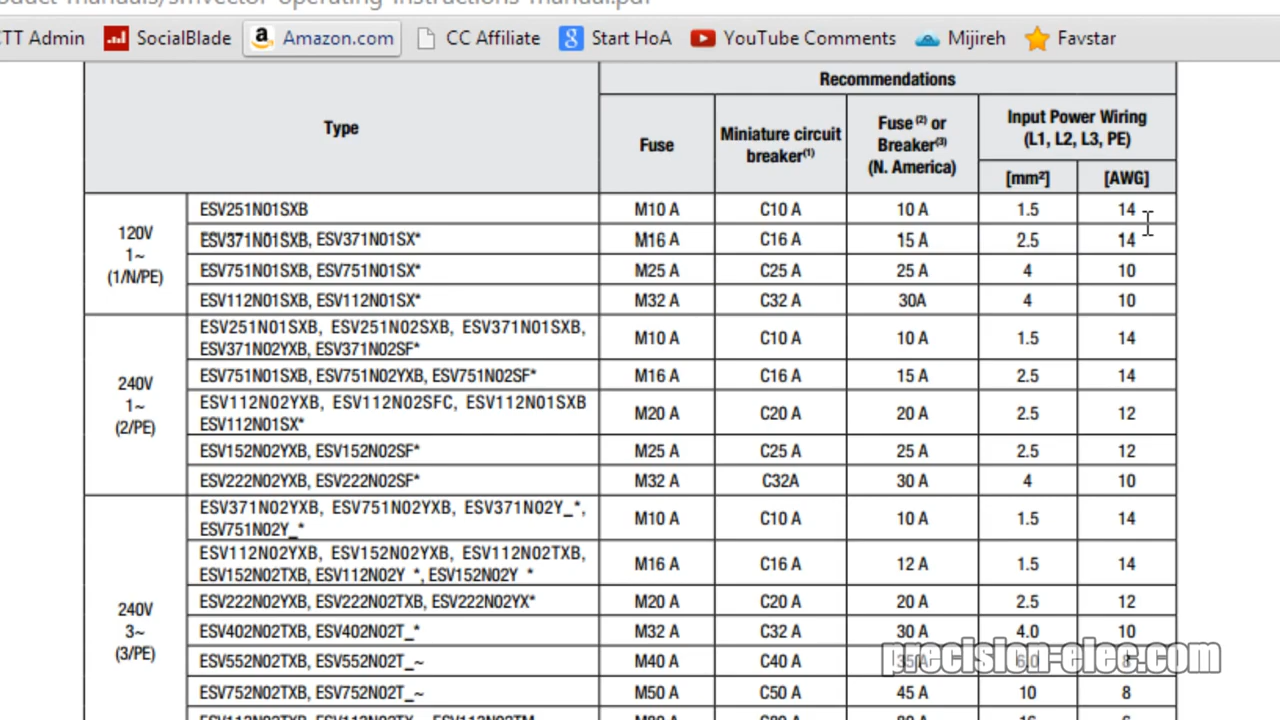 TT Admin SocialBlade Amazon.com CC Affiliate Start HoA YouTube Comments Mijireh Favstar
Type
Recommendations
Fuse
Miniature circuit
breaker(1)
Fuse (2) or
Breaker(3)
(N. America)
Input Power Wiring
(L1, L2, L3, PE)
[mm²] [AWG]
120V
1~
(1/N/PE)
ESV251N01SXB M10 A C10 A 10 A 1.5 14
ESV371N01SXB, ESV371N01SX* M16 A C16 A 15 A 2.5 14
ESV751N01SXB, ESV751N01SX* M25 A C25 A 25 A 4 10
ESV112N01SXB, ESV112N01SX* M32 A C32 A 30A 4 10
240V
1~
(2/PE)
ESV251N01SXB, ESV251N02SXB, ESV371N01SXB,
ESV371N02YXB, ESV371N02SF* M10 A C10 A 10 A 1.5 14
ESV751N01SXB, ESV751N02YXB, ESV751N02SF* M16 A C16 A 15 A 2.5 14
ESV112N02YXB, ESV112N02SFC, ESV112N01SXB
ESV112N01SX* M20 A C20 A 20 A 2.5 12
ESV152N02YXB, ESV152N02SF* M25 A C25 A 25 A 2.5 12
ESV222N02YXB, ESV222N02SF* M32 A C32A 30 A 4 10
240V
3~
(3/PE)
ESV371N02YXB, ESV751N02YXB, ESV371N02Y_*,
ESV751N02Y_* M10 A C10 A 10 A 1.5 14
ESV112N02YXB, ESV152N02YXB, ESV112N02TXB,
ESV152N02TXB, ESV112N02Y_*, ESV152N02Y_* M16 A C16 A 12 A 1.5 14
ESV222N02YXB, ESV222N02TXB, ESV222N02YX* M20 A C20 A 20 A 2.5 12
ESV402N02TXB, ESV402N02T_* M32 A C32 A 30 A 4.0 10
ESV552N02TXB, ESV552N02T_~ M40 A C40 A 35 A 6.0 8
ESV752N02TXB, ESV752N02T_~ M50 A C50 A 45 A 10 8
precision-elec.com